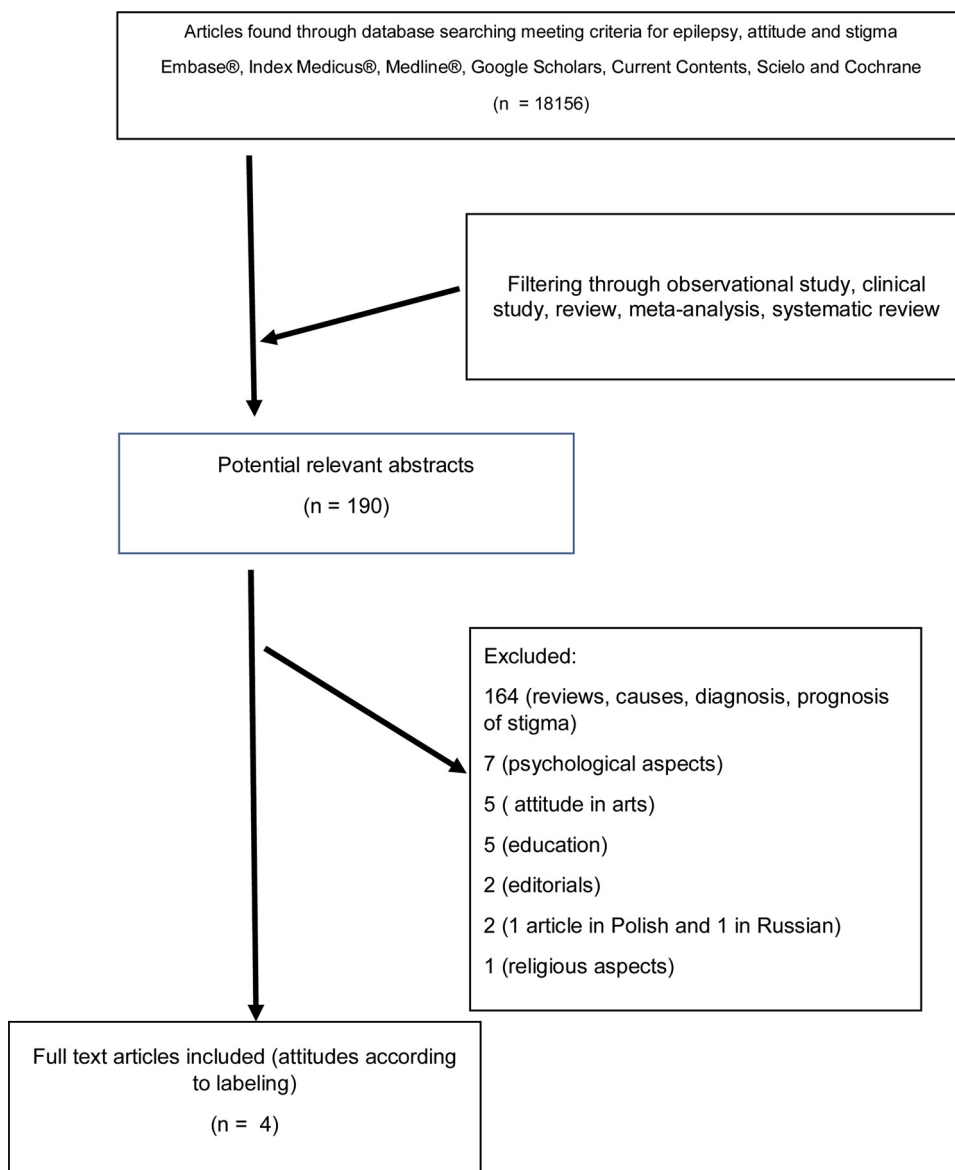 Articles found through database searching meeting criteria for epilepsy, attitude and stigma
Embase®, Index Medicus®, Medline®, Google Scholars, Current Contents, Scielo and Cochrane
(n = 18156)
Filtering through observational study, clinical
study, review, meta-analysis, systematic review
Potential relevant abstracts
(n = 190)
Excluded:
164 (reviews, causes, diagnosis, prognosis
of stigma)
7 (psychological aspects)
5 ( attitude in arts)
5 (education)
2 (editorials)
2 (1 article in Polish and 1 in Russian)
1 (religious aspects)
Full text articles included (attitudes according
to labeling)
(n = 4)